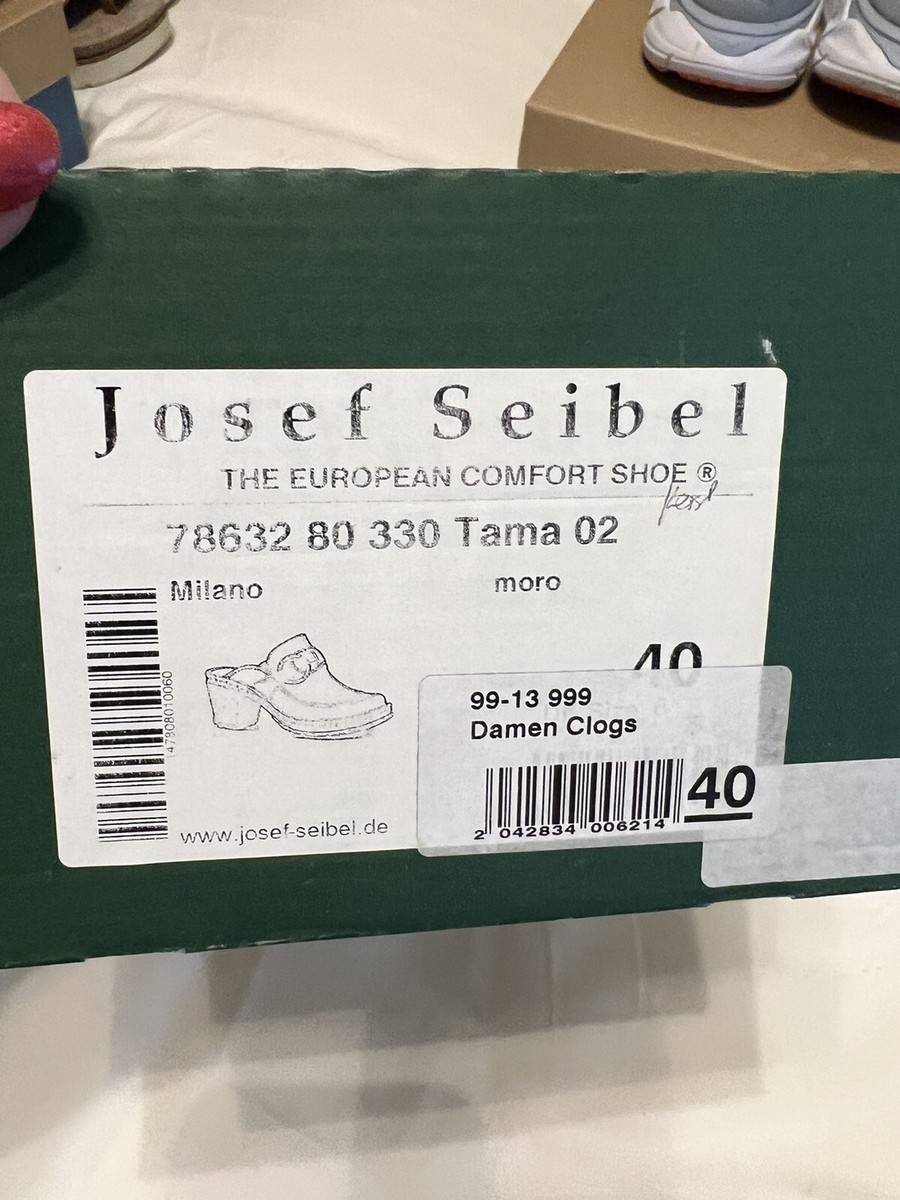 Josef Seibel
THE EUROPEAN COMFORT SHOE ®
78632 80 330 Tama 02
Milano moro
40
99-13 999
Damen Clogs
40
2 042834 006214
www.josef-seibel.de